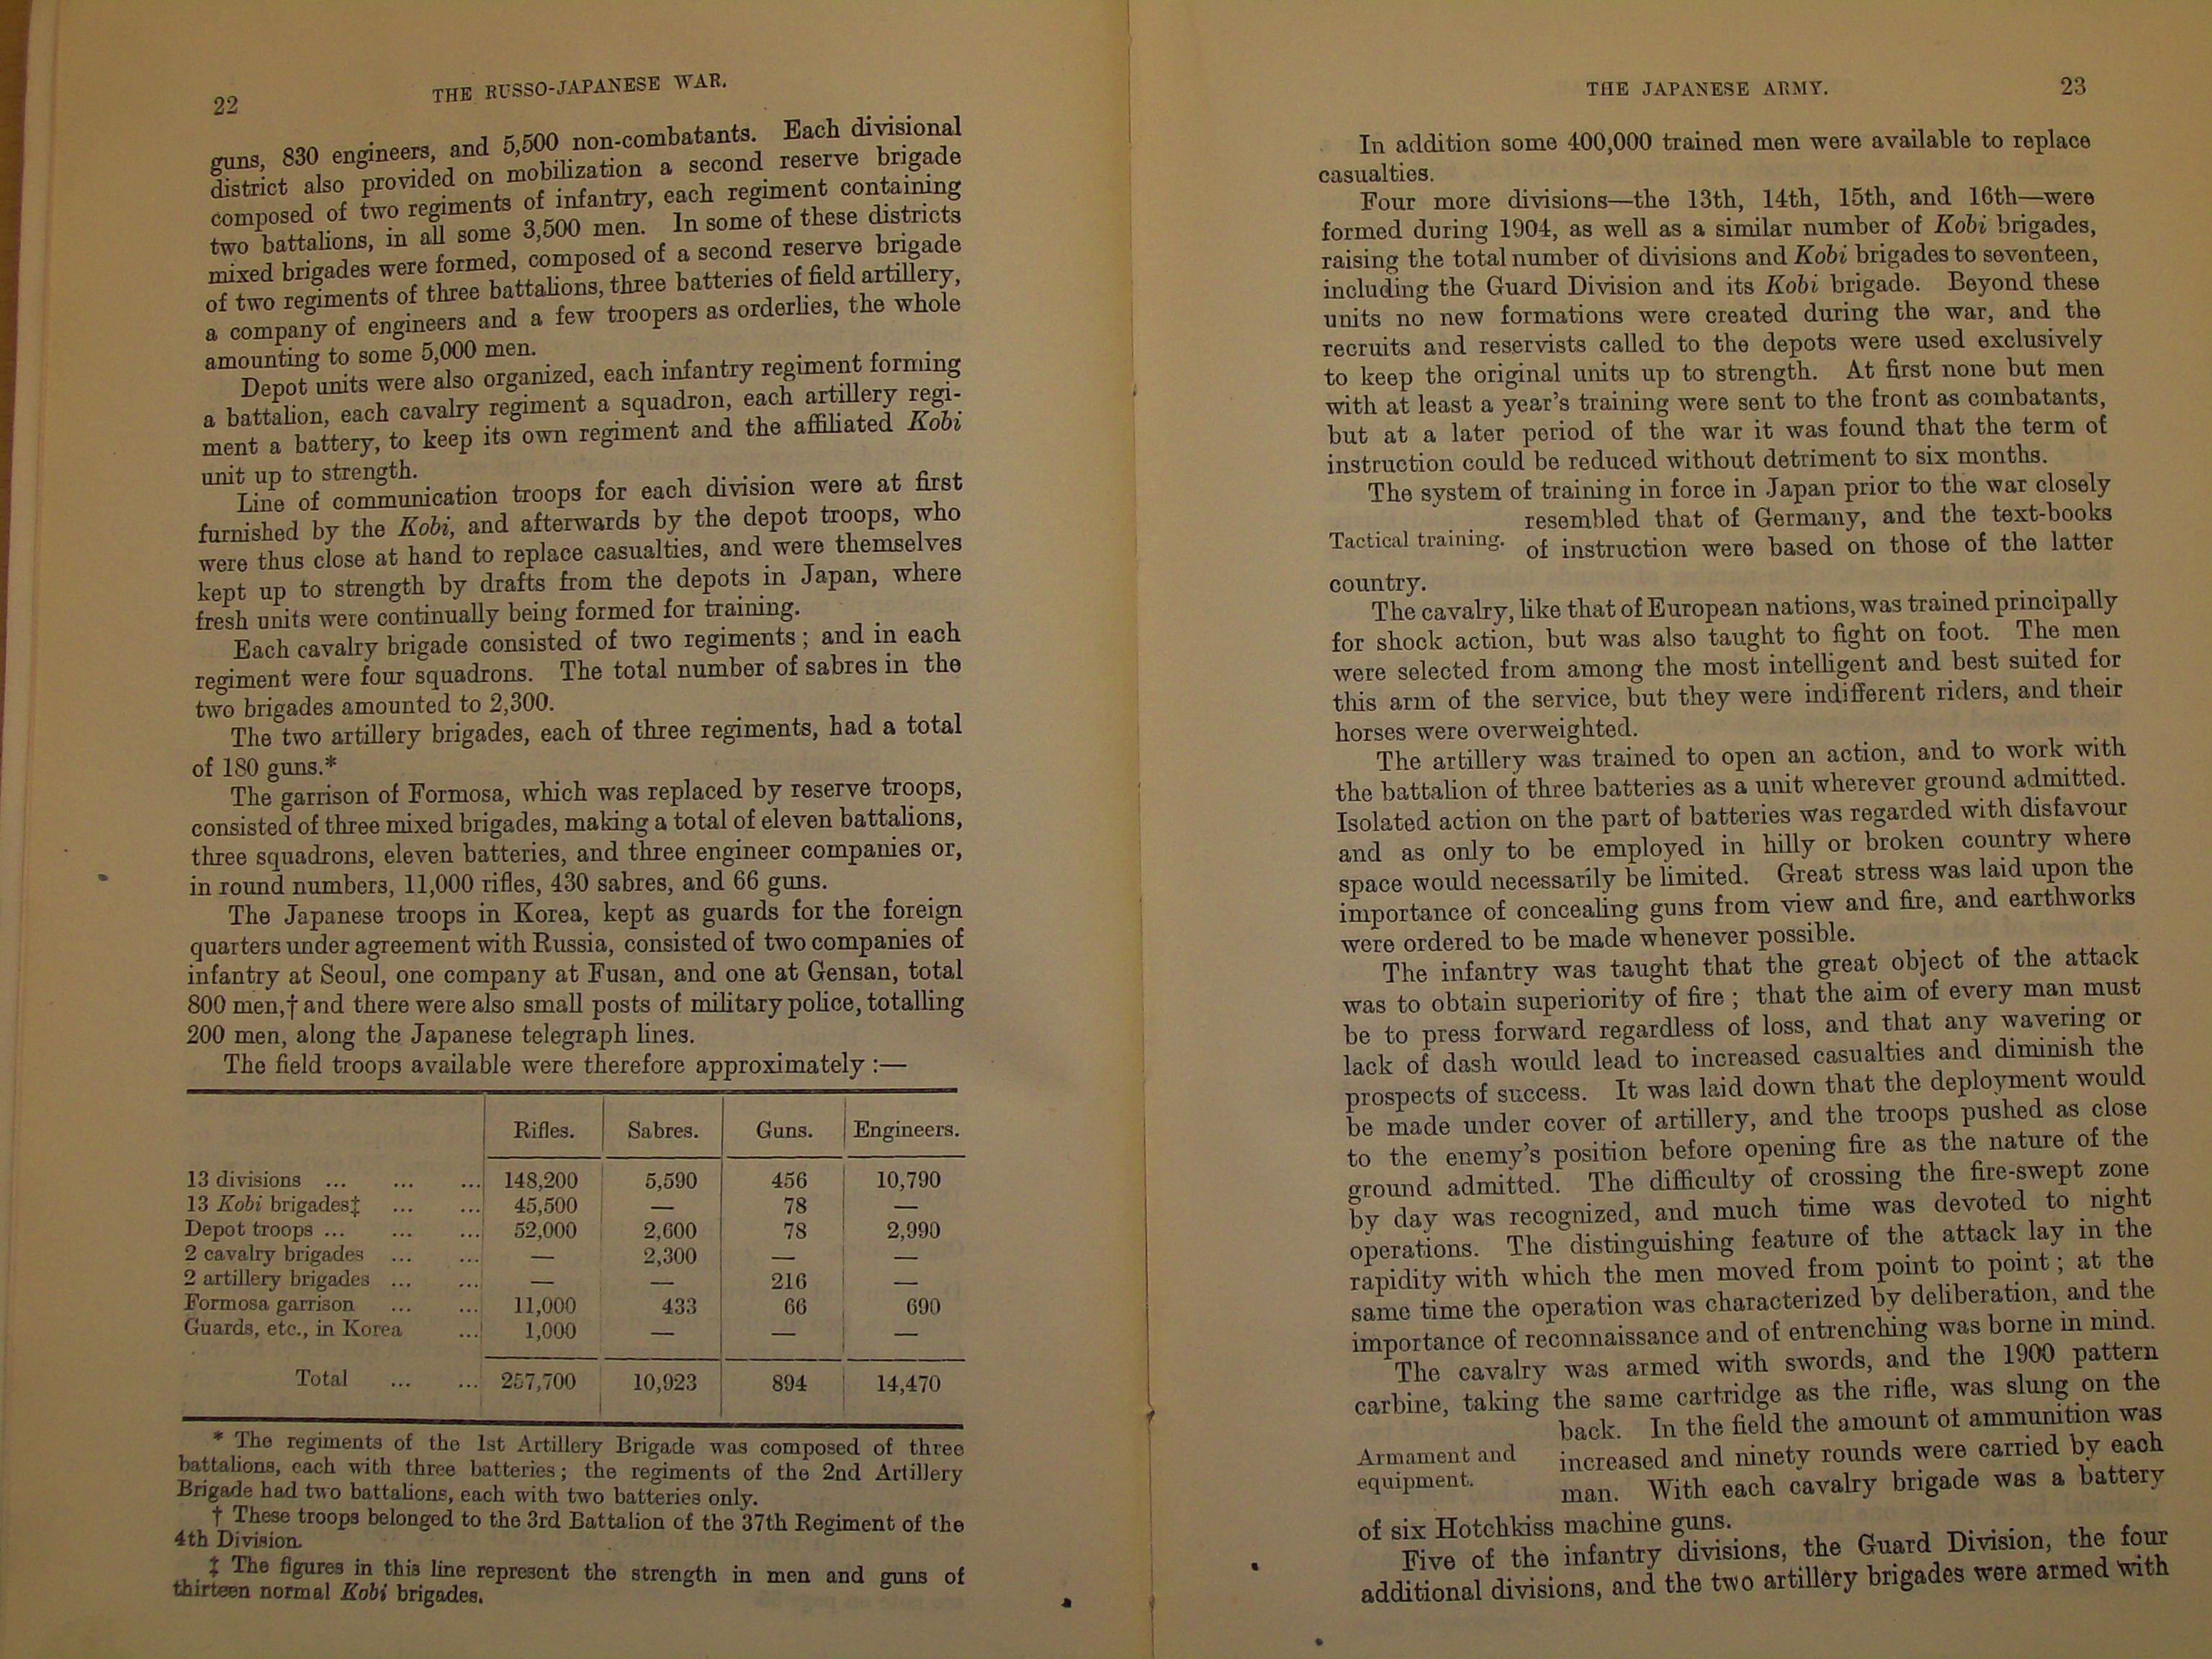 22
THE RUSSO-JAPANESE WAR.
guns, 830 engineers, and 5,500 non-combatants. Each divisional
district also provided on mobilization a second reserve brigade
composed of two regiments of infantry, each regiment containing
two battalions, in all some 3,500 men. In some of these districts
mixed brigades were formed, composed of a second reserve brigade
of two regiments of three battalions, three batteries of field artillery,
a company of engineers and a few troopers as orderlies, the whole
amounting to some 5,000 men.
Depot units were also organized, each infantry regiment forming
a battalion, each cavalry regiment a squadron, each artillery regi-
ment a battery, to keep its own regiment and the affiliated Kobi
unit up to strength.
Line of communication troops for each division were at first
furnished by the Kobi, and afterwards by the depot troops, who
were thus close at hand to replace casualties, and were themselves
kept up to strength by drafts from the depots in Japan, where
fresh units were continually being formed for training.
Each cavalry brigade consisted of two regiments; and in each
regiment were four squadrons. The total number of sabres in the
two brigades amounted to 2,300.
The two artillery brigades, each of three regiments, had a total
of 180 guns.*
The garrison of Formosa, which was replaced by reserve troops,
consisted of three mixed brigades, making a total of eleven battalions,
three squadrons, eleven batteries, and three engineer companies or,
in round numbers, 11,000 rifles, 430 sabres, and 66 guns.
The Japanese troops in Korea, kept as guards for the foreign
quarters under agreement with Russia, consisted of two companies of
infantry at Seoul, one company at Fusan, and one at Gensan, total
800 men,† and there were also small posts of military police, totalling
200 men, along the Japanese telegraph lines.
The field troops available were therefore approximately :—
Rifles. Sabres. Guns. Engineers.
13 divisions ... ... ... 148,200 5,590 456 10,790
13 Kobi brigades‡ ... ... 45,500 — 78 —
Depot troops ... ... ... 52,000 2,600 78 2,990
2 cavalry brigades ... ... — 2,300 — —
2 artillery brigades ... ... — — 216 —
Formosa garrison ... ... 11,000 433 66 690
Guards, etc., in Korea ... 1,000 — — —
Total ... ... 257,700 10,923 894 14,470
* The regiments of the 1st Artillery Brigade was composed of three
battalions, each with three batteries; the regiments of the 2nd Artillery
Brigade had two battalions, each with two batteries only.
† These troops belonged to the 3rd Battalion of the 37th Regiment of the
4th Division.
‡ The figures in this line represent the strength in men and guns of
thirteen normal Kobi brigades.
THE JAPANESE ARMY.
23
In addition some 400,000 trained men were available to replace
casualties.
Four more divisions—the 13th, 14th, 15th, and 16th—were
formed during 1904, as well as a similar number of Kobi brigades,
raising the total number of divisions and Kobi brigades to seventeen,
including the Guard Division and its Kobi brigade. Beyond these
units no new formations were created during the war, and the
recruits and reservists called to the depots were used exclusively
to keep the original units up to strength. At first none but men
with at least a year's training were sent to the front as combatants,
but at a later period of the war it was found that the term of
instruction could be reduced without detriment to six months.
The system of training in force in Japan prior to the war closely
resembled that of Germany, and the text-books
Tactical training.
of instruction were based on those of the latter
country.
The cavalry, like that of European nations, was trained principally
for shock action, but was also taught to fight on foot. The men
were selected from among the most intelligent and best suited for
this arm of the service, but they were indifferent riders, and their
horses were overweighted.
The artillery was trained to open an action, and to work with
the battalion of three batteries as a unit wherever ground admitted.
Isolated action on the part of batteries was regarded with disfavour
and as only to be employed in hilly or broken country where
space would necessarily be limited. Great stress was laid upon the
importance of concealing guns from view and fire, and earthworks
were ordered to be made whenever possible.
The infantry was taught that the great object of the attack
was to obtain superiority of fire; that the aim of every man must
be to press forward regardless of loss, and that any wavering or
lack of dash would lead to increased casualties and diminish the
prospects of success. It was laid down that the deployment would
be made under cover of artillery, and the troops pushed as close
to the enemy's position before opening fire as the nature of the
ground admitted. The difficulty of crossing the fire-swept zone
by day was recognized, and much time was devoted to night
operations. The distinguishing feature of the attack lay in the
rapidity with which the men moved from point to point; at the
same time the operation was characterized by deliberation, and the
importance of reconnaissance and of entrenching was borne in mind.
The cavalry was armed with swords, and the 1900 pattern
carbine, taking the same cartridge as the rifle, was slung on the
back. In the field the amount of ammunition was
Armament and
equipment.
increased and ninety rounds were carried by each
man. With each cavalry brigade was a battery
of six Hotchkiss machine guns.
Five of the infantry divisions, the Guard Division, the four
additional divisions, and the two artillery brigades were armed with